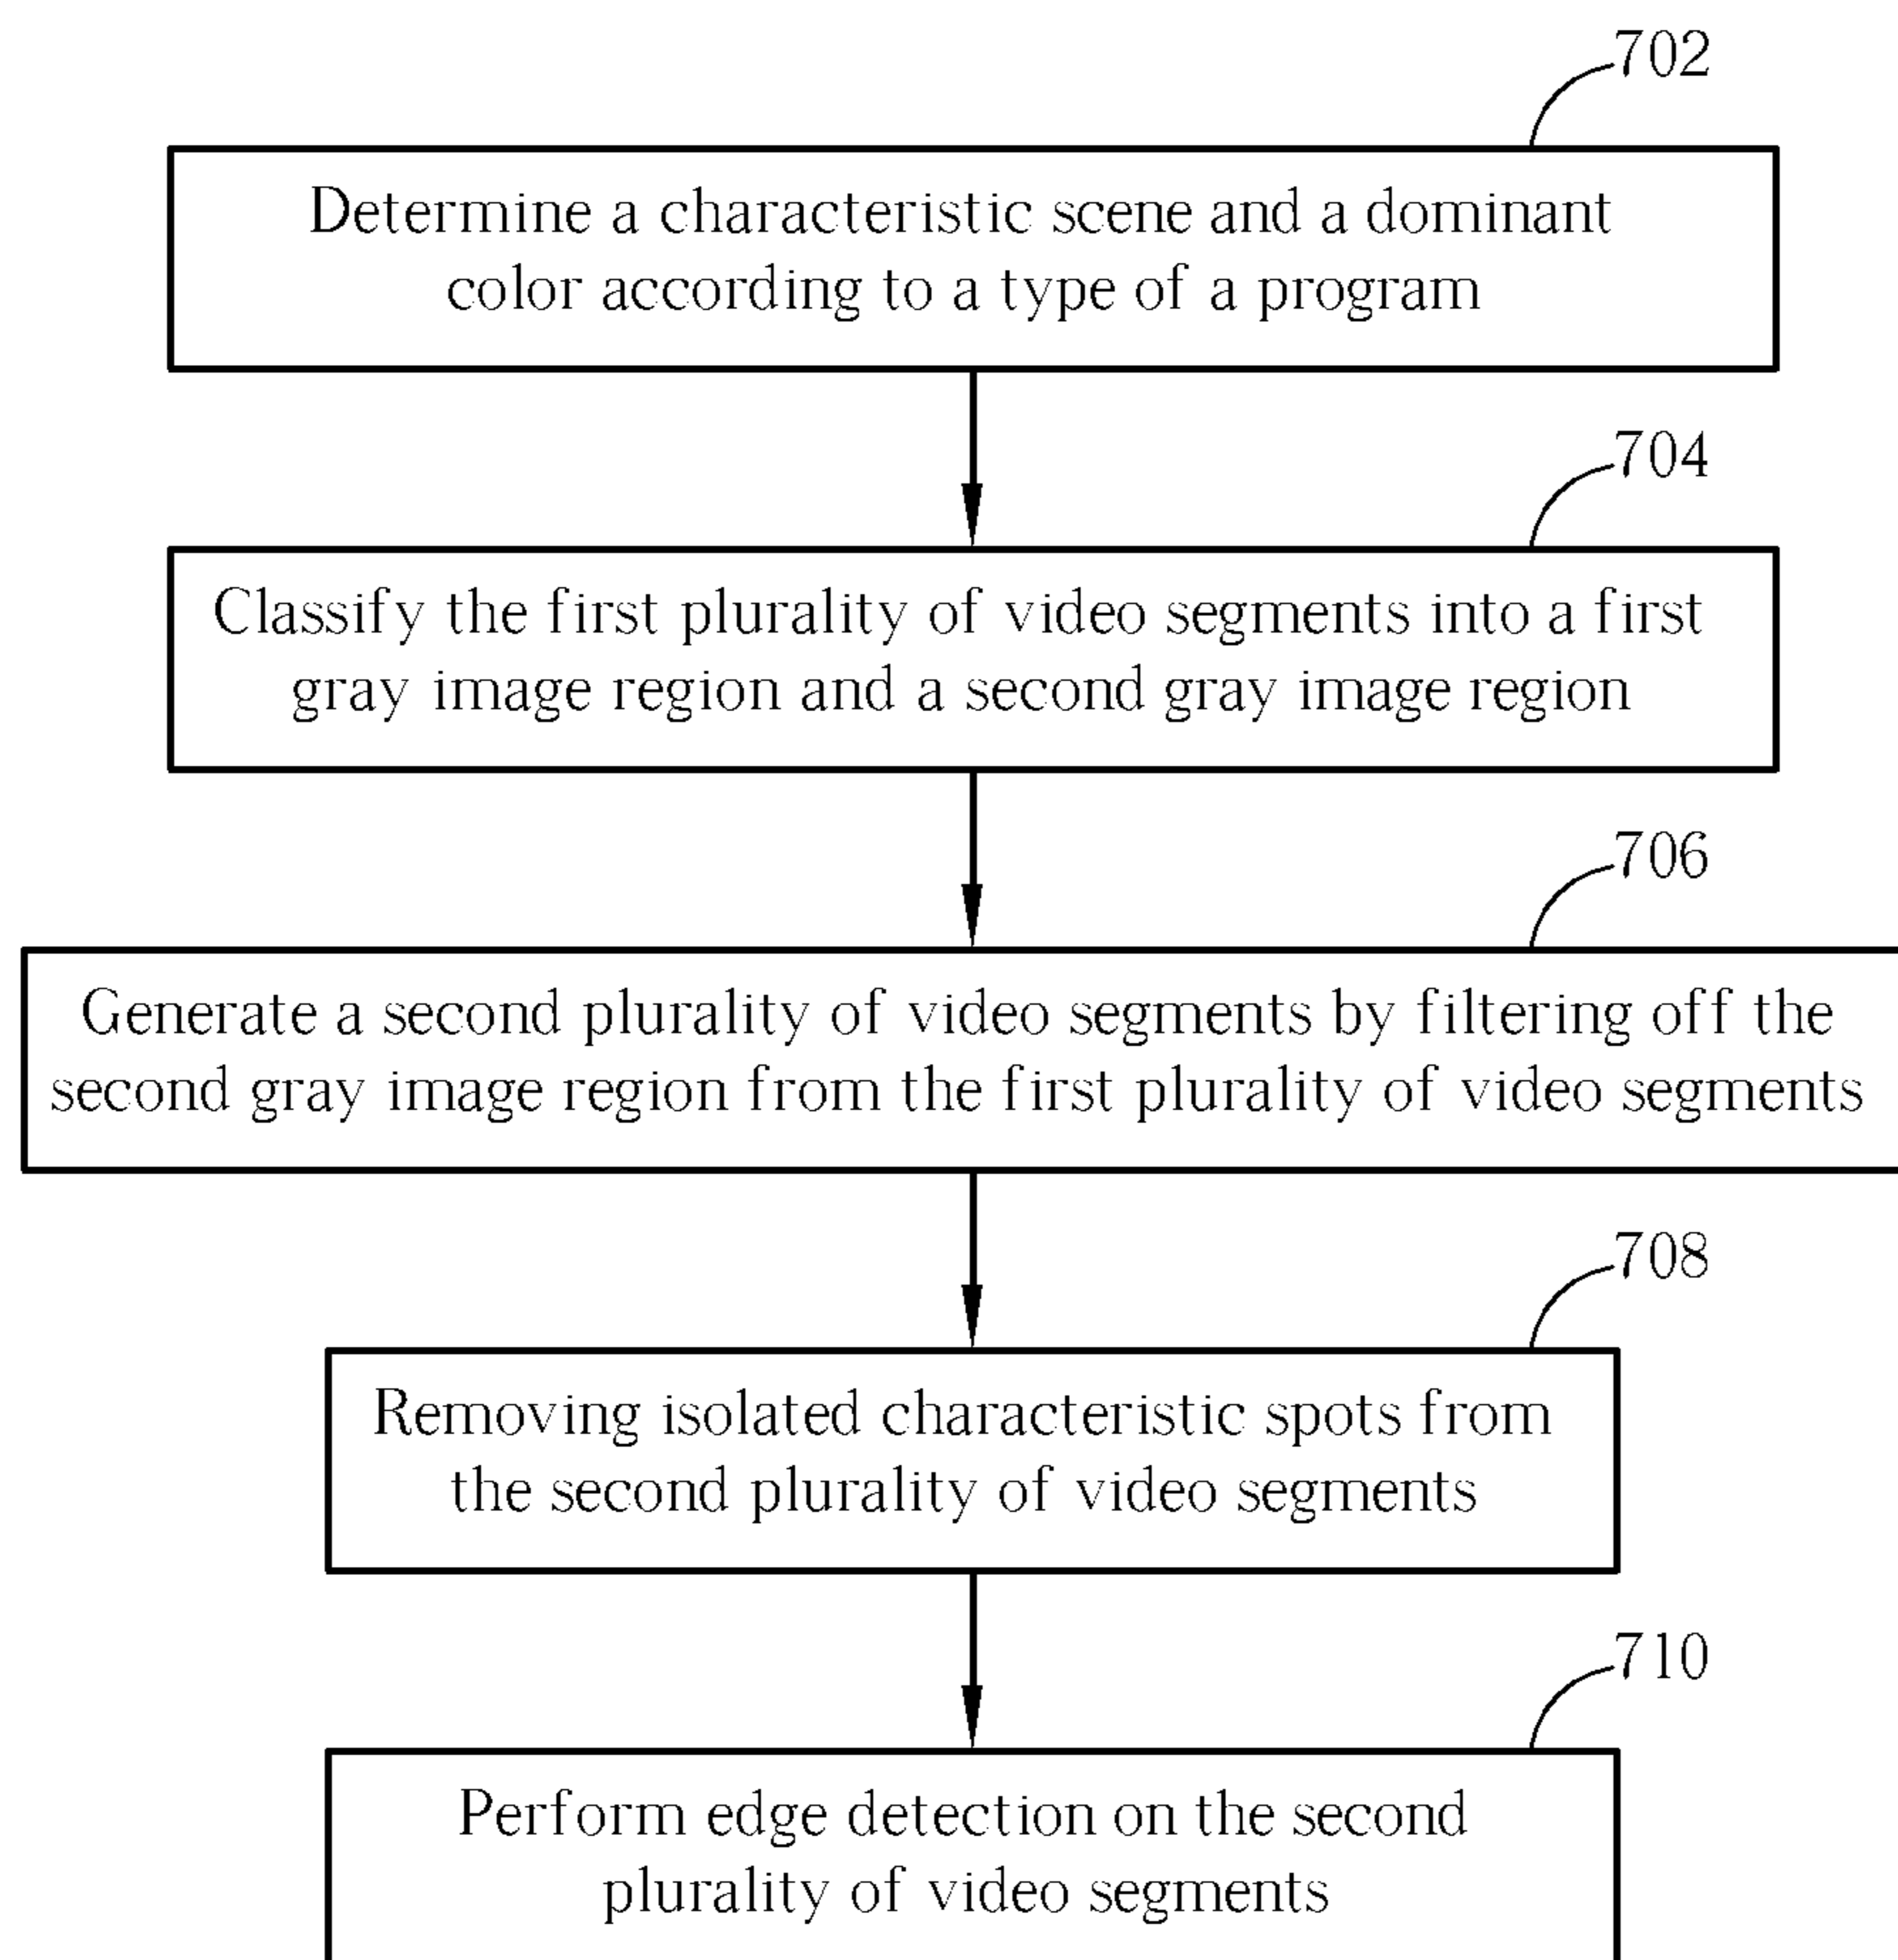 702
Determine a characteristic scene and a dominant
color according to a type of a program
704
Classify the first plurality of video segments into a first
gray image region and a second gray image region
706
Generate a second plurality of video segments by filtering off the
second gray image region from the first plurality of video segments
708
Removing isolated characteristic spots from
the second plurality of video segments
710
Perform edge detection on the second
plurality of video segments